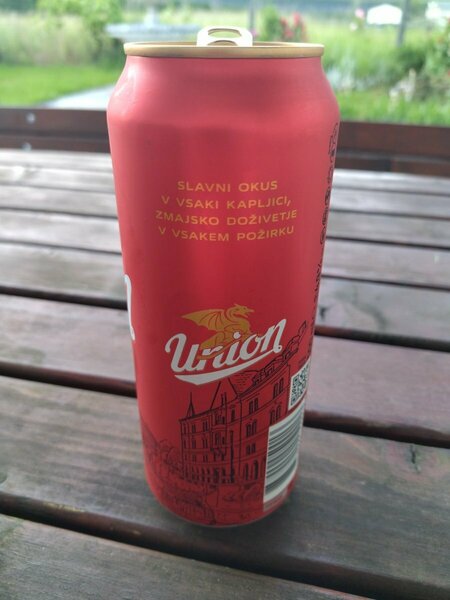 SLAVNI OKUS
V VSAKI KAPLJICI,
ZMAJSKO DOŽIVETJE
V VSAKEM POŽIRKU
Union